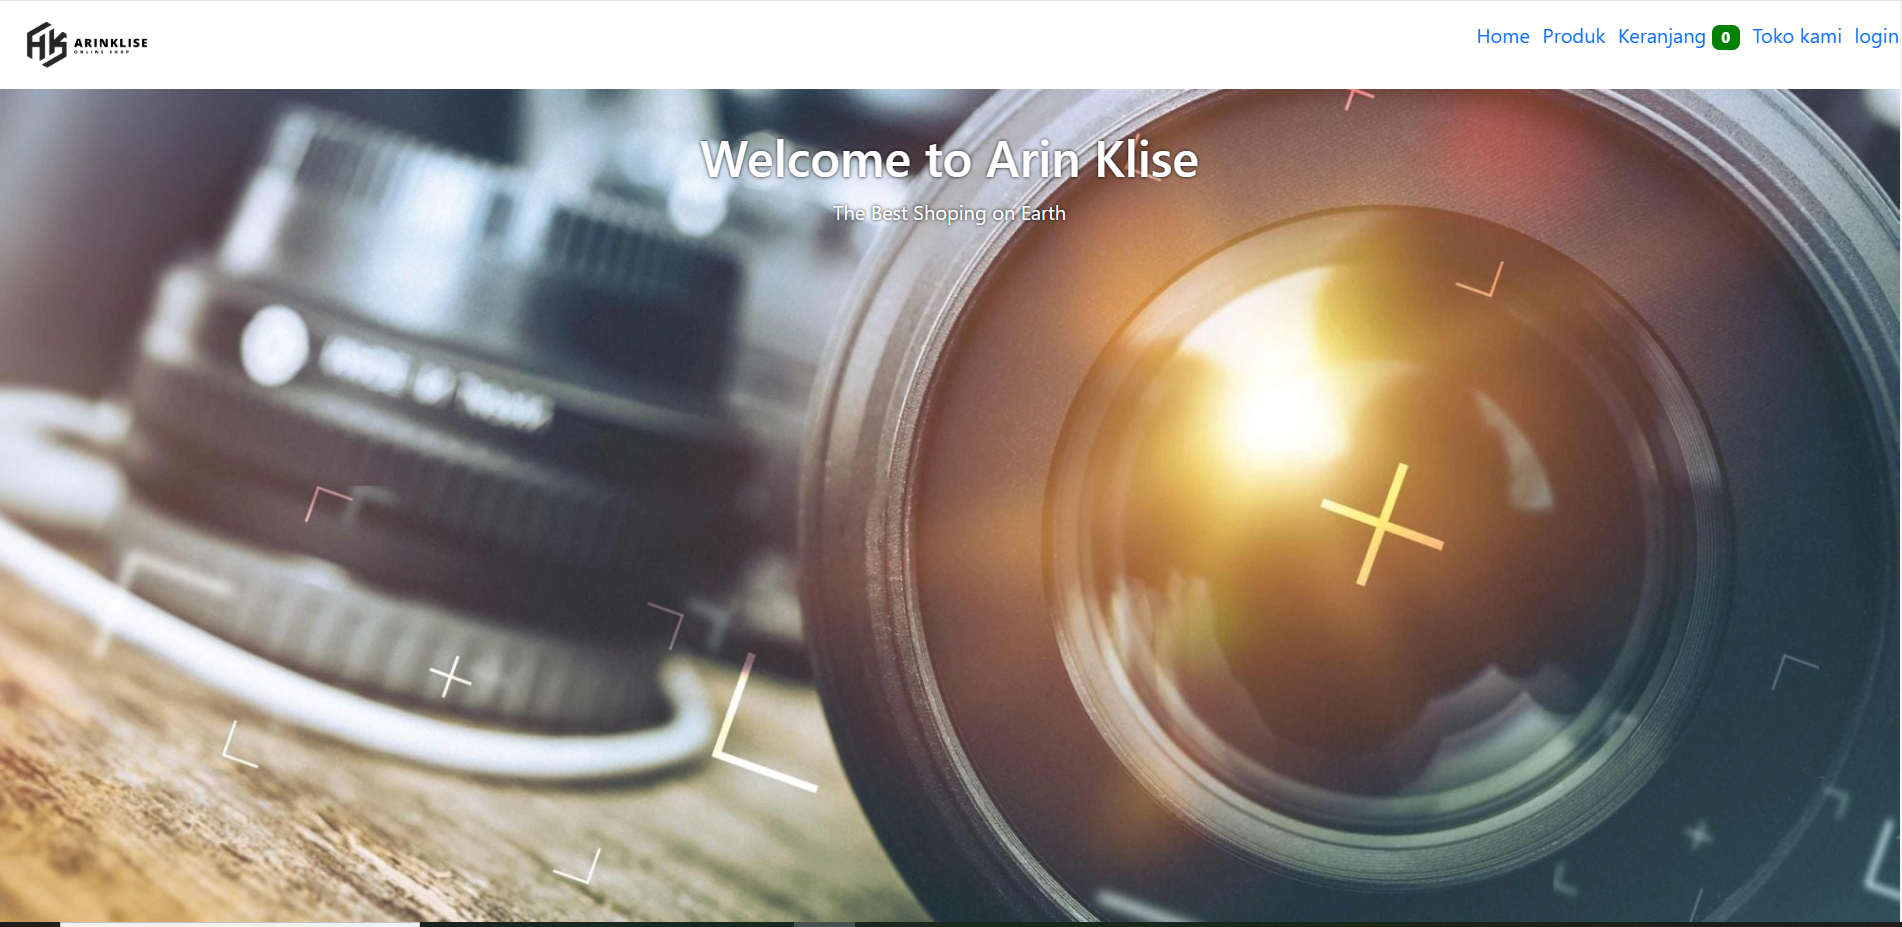 ARINKLISE
ONLINE SHOP
Home Produk Keranjang 0 Toko kami login
Welcome to Arin Klise
The Best Shoping on Earth